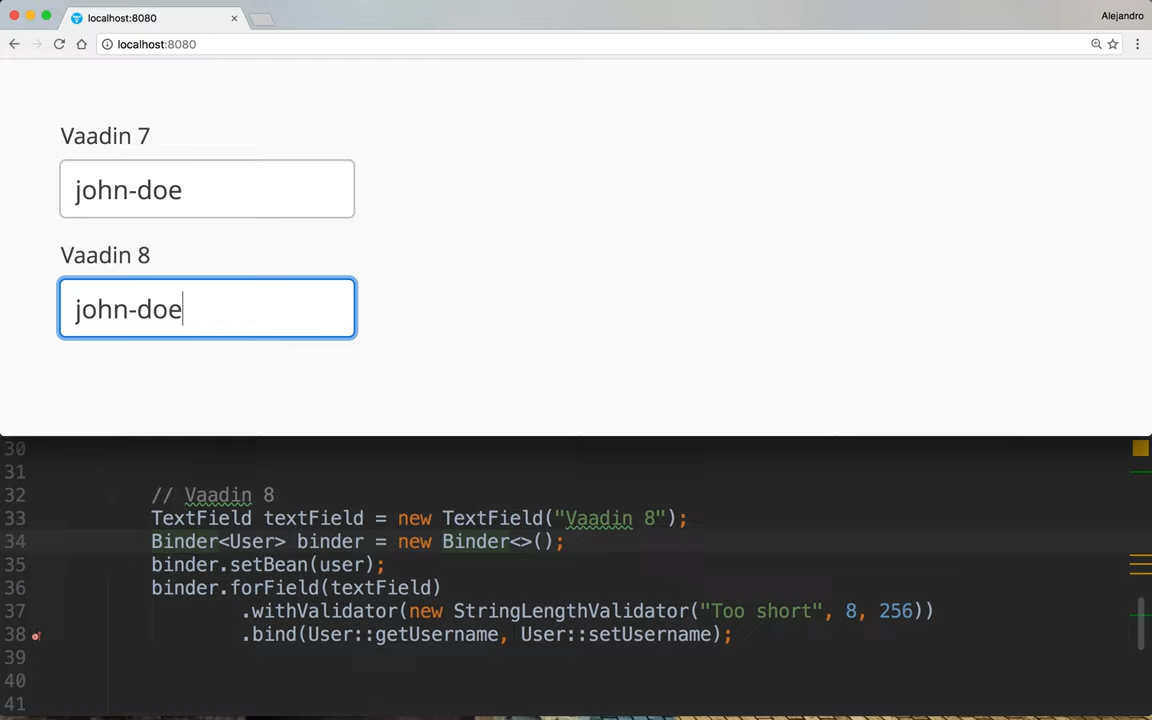 localhost:8080
Alejandro
localhost:8080
Vaadin 7
john-doe
Vaadin 8
john-doe
30
31
32 // Vaadin 8
33 TextField textField = new TextField("Vaadin 8");
34 Binder<User> binder = new Binder<>();
35 binder.setBean(user);
36 binder.forField(textField)
37 .withValidator(new StringLengthValidator("Too short", 8, 256))
38 .bind(User::getUsername, User::setUsername);
39
40
41